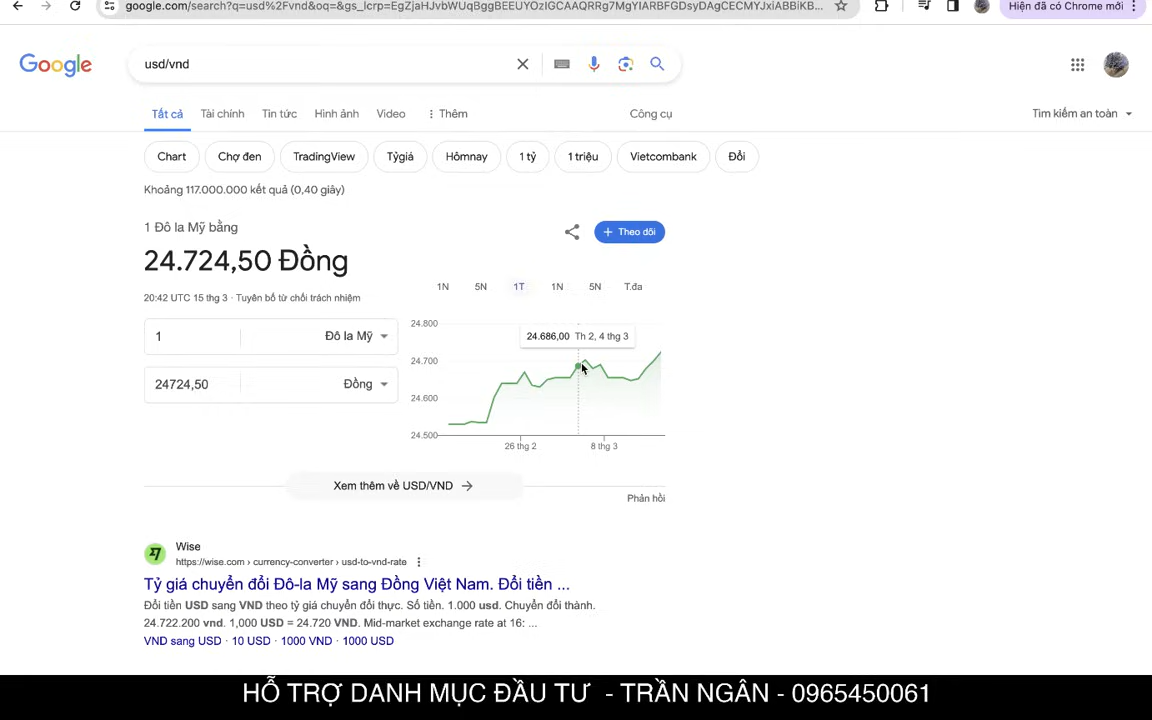 google.com/search?q=usd%2Fvnd&oq=&gs_lcrp=EgZjaHJvbWUqBggBEEUYOzIGCAAQRRg7MgYIARBFGDsyDAgCECMYJxiABBiKB...
Hiện đã có Chrome mới
Google
usd/vnd
Tất cả
Tài chính
Tin tức
Hình ảnh
Video
Thêm
Công cụ
Tìm kiếm an toàn
Chart
Chợ đen
TradingView
Tỷgiá
Hômnay
1 tỷ
1 triệu
Vietcombank
Đổi
Khoảng 117.000.000 kết quả (0,40 giây)
1 Đô la Mỹ bằng
Theo dõi
24.724,50 Đồng
20:42 UTC 15 thg 3 · Tuyên bố từ chối trách nhiệm
1 Đô la Mỹ
24724,50 Đồng
1N 5N 1T 1N 5N T.đa
24.800
24.686,00 Th 2, 4 thg 3
24.700
24.600
24.500
26 thg 2 8 thg 3
Xem thêm về USD/VND
Phản hồi
Wise
https://wise.com › currency-converter › usd-to-vnd-rate
Tỷ giá chuyển đổi Đô-la Mỹ sang Đồng Việt Nam. Đổi tiền ...
Đổi tiền USD sang VND theo tỷ giá chuyển đổi thực. Số tiền. 1.000 usd. Chuyển đổi thành.
24.722.200 vnd. 1,000 USD = 24.720 VND. Mid-market exchange rate at 16: ...
VND sang USD · 10 USD · 1000 VND · 1000 USD
HỖ TRỢ DANH MỤC ĐẦU TƯ - TRẦN NGÂN - 0965450061